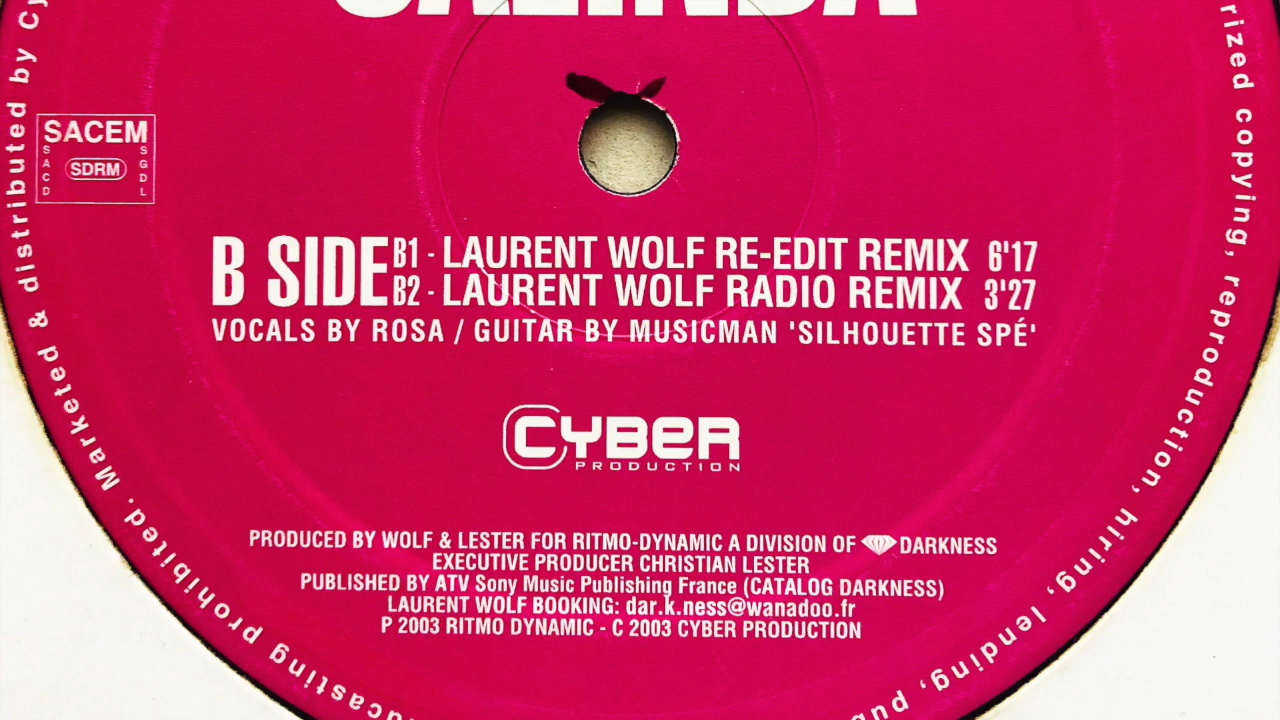 SACEM
SACD
SDRM
SGDL
B SIDE
B1 - LAURENT WOLF RE-EDIT REMIX 6'17
B2 - LAURENT WOLF RADIO REMIX 3'27
VOCALS BY ROSA / GUITAR BY MUSICMAN 'SILHOUETTE SPÉ'
CYBER
PRODUCTION
PRODUCED BY WOLF & LESTER FOR RITMO-DYNAMIC A DIVISION OF DARKNESS
EXECUTIVE PRODUCER CHRISTIAN LESTER
PUBLISHED BY ATV Sony Music Publishing France (CATALOG DARKNESS)
LAURENT WOLF BOOKING: dar.k.ness@wanadoo.fr
P 2003 RITMO DYNAMIC - C 2003 CYBER PRODUCTION
copying, reproduction, hiring, lending,
prohibited. Marketed & distributed by